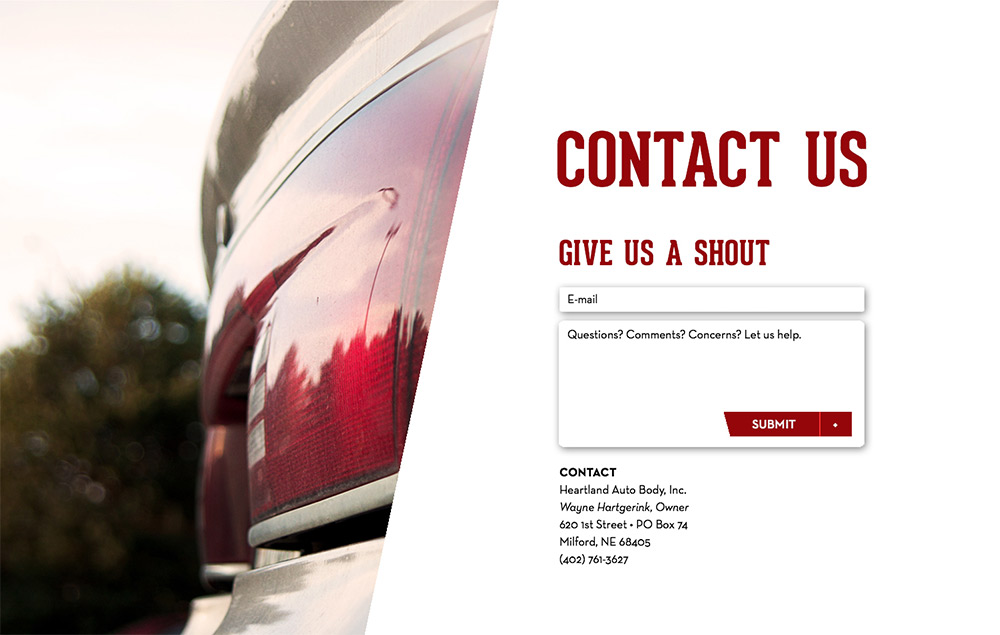 CONTACT US
GIVE US A SHOUT
E-mail
Questions? Comments? Concerns? Let us help.
SUBMIT
CONTACT
Heartland Auto Body, Inc.
Wayne Hartgerink, Owner
620 1st Street • PO Box 74
Milford, NE 68405
(402) 761-3627